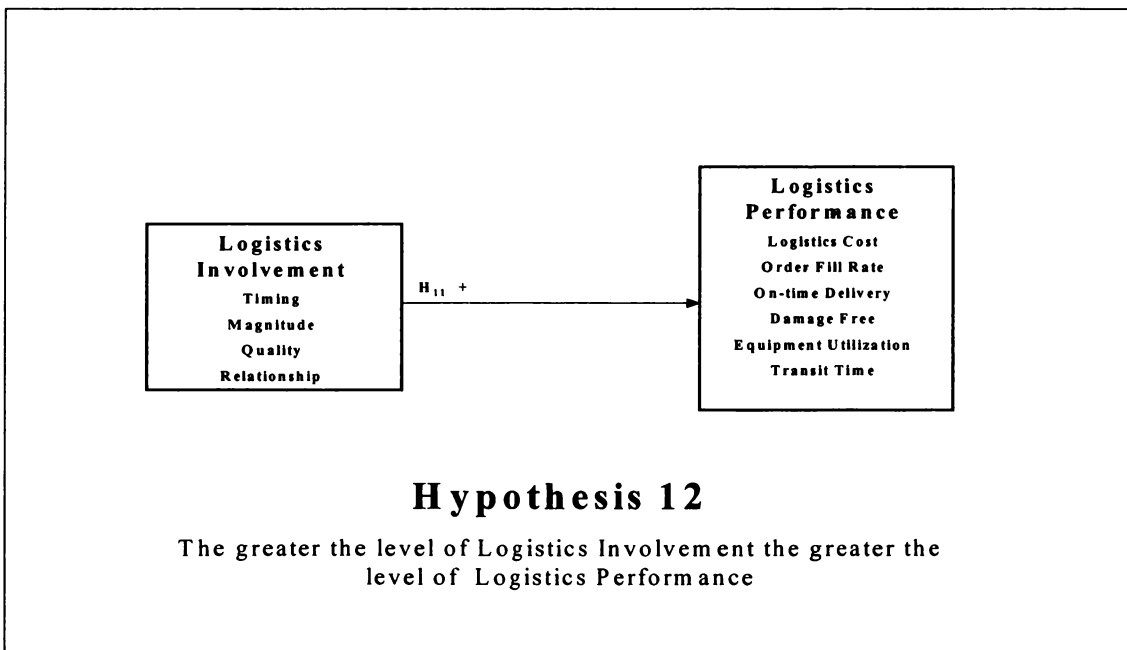 Logistics
Involvement
Timing
Magnitude
Quality
Relationship
H₁₁ +
Logistics
Performance
Logistics Cost
Order Fill Rate
On-time Delivery
Damage Free
Equipment Utilization
Transit Time
Hypothesis 12
The greater the level of Logistics Involvement the greater the
level of Logistics Performance